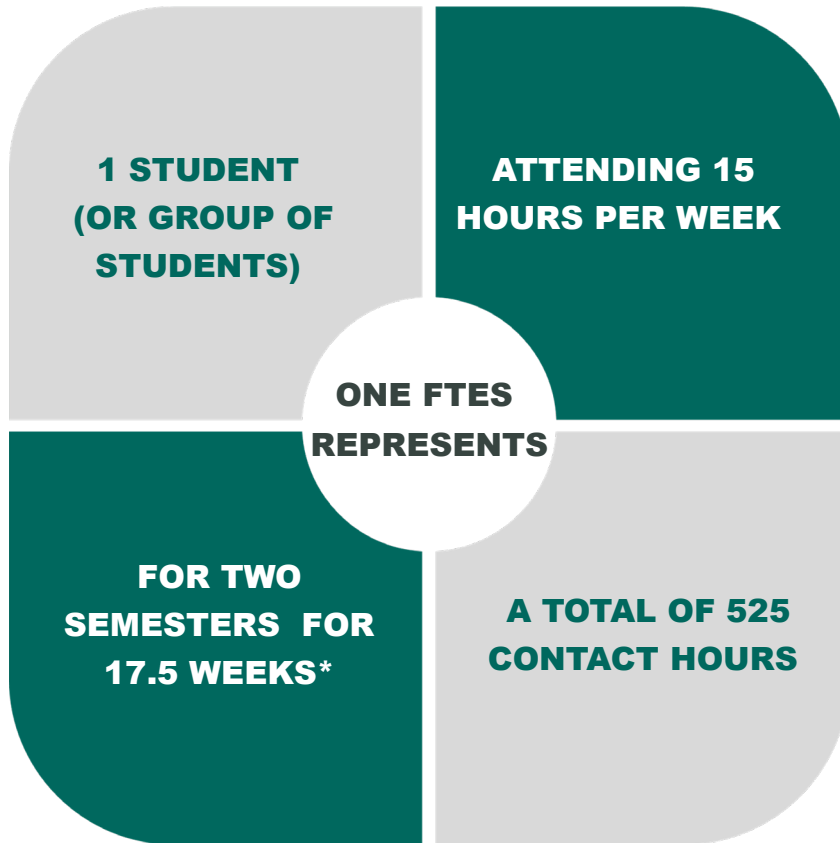 1 STUDENT
(OR GROUP OF
STUDENTS)
ATTENDING 15
HOURS PER WEEK
ONE FTES
REPRESENTS
FOR TWO
SEMESTERS  FOR
17.5 WEEKS*
A TOTAL OF 525
CONTACT HOURS